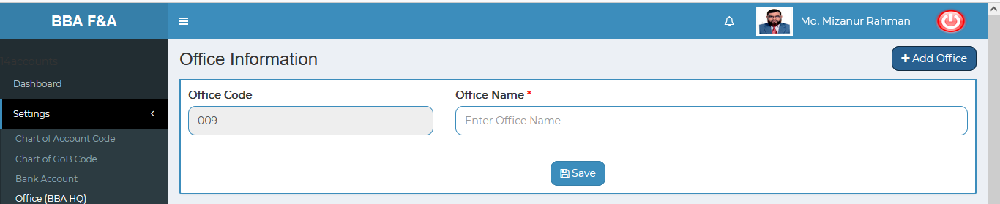 BBA F&A
Md. Mizanur Rahman
14accounts
Office Information
Add Office
Dashboard
Office Code
Office Name *
Settings
009
Enter Office Name
Chart of Account Code
Chart of GoB Code
Save
Bank Account
Office (BBA HQ)